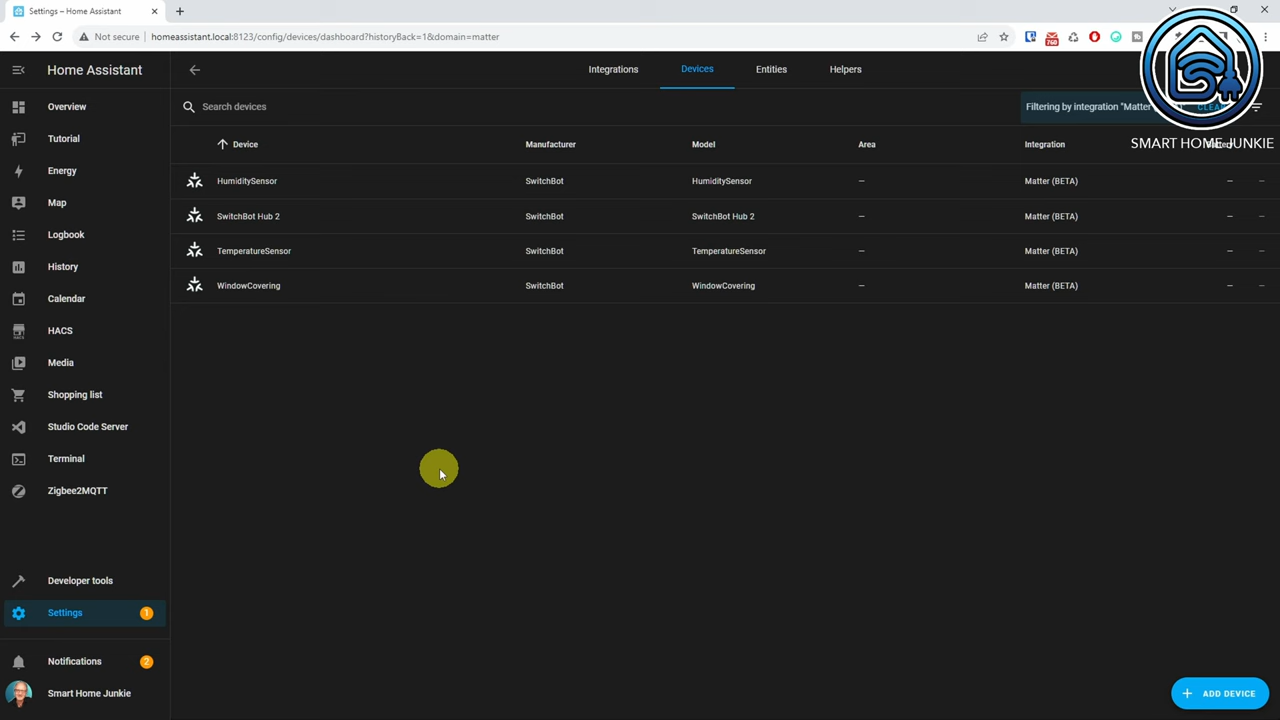 Settings – Home Assistant
Not secure
homeassistant.local:8123/config/devices/dashboard?historyBack=1&domain=matter
760
Home Assistant
Integrations
Devices
Entities
Helpers
Overview
Search devices
Filtering by integration "Matter
CLEAR
Tutorial
Device
Manufacturer
Model
Area
Integration
SMART HOME JUNKIE
Energy
HumiditySensor
SwitchBot
HumiditySensor
—
Matter (BETA)
—
—
Map
SwitchBot Hub 2
SwitchBot
SwitchBot Hub 2
—
Matter (BETA)
—
—
Logbook
TemperatureSensor
SwitchBot
TemperatureSensor
—
Matter (BETA)
—
—
History
WindowCovering
SwitchBot
WindowCovering
—
Matter (BETA)
—
—
Calendar
HACS
HACS
Media
Shopping list
Studio Code Server
Terminal
Zigbee2MQTT
Developer tools
Settings
1
Notifications
2
Smart Home Junkie
ADD DEVICE